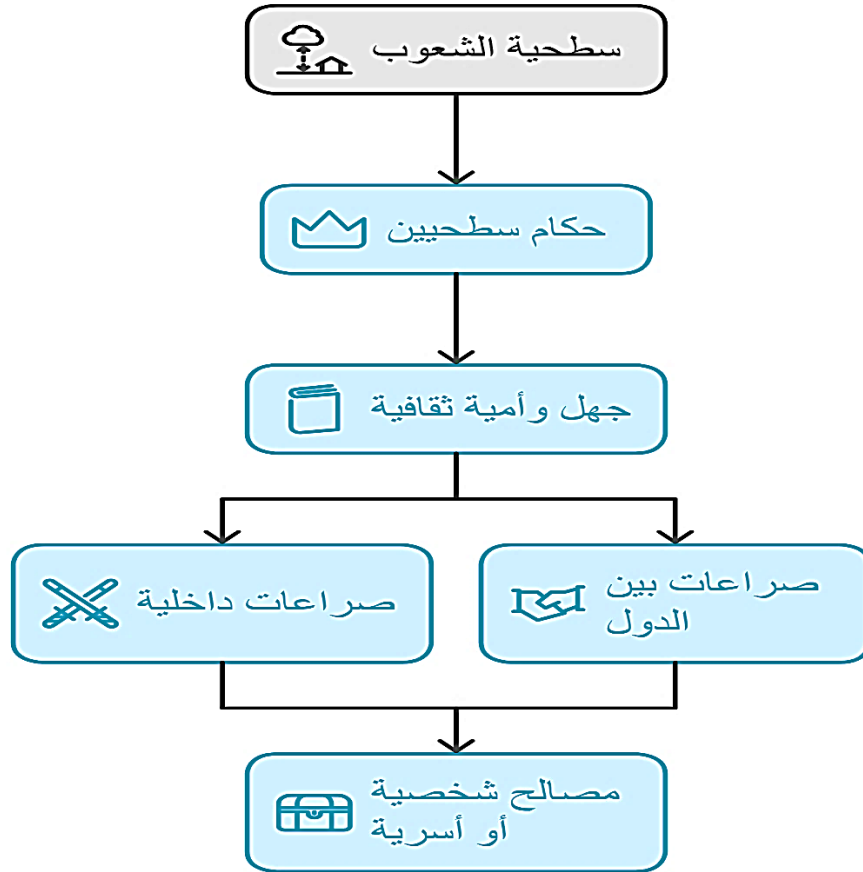 سطحية الشعوب
حكام سطحيين
جهل وأمية ثقافية
صراعات بين
الدول
صراعات داخلية
مصالح شخصية
أو أسرية